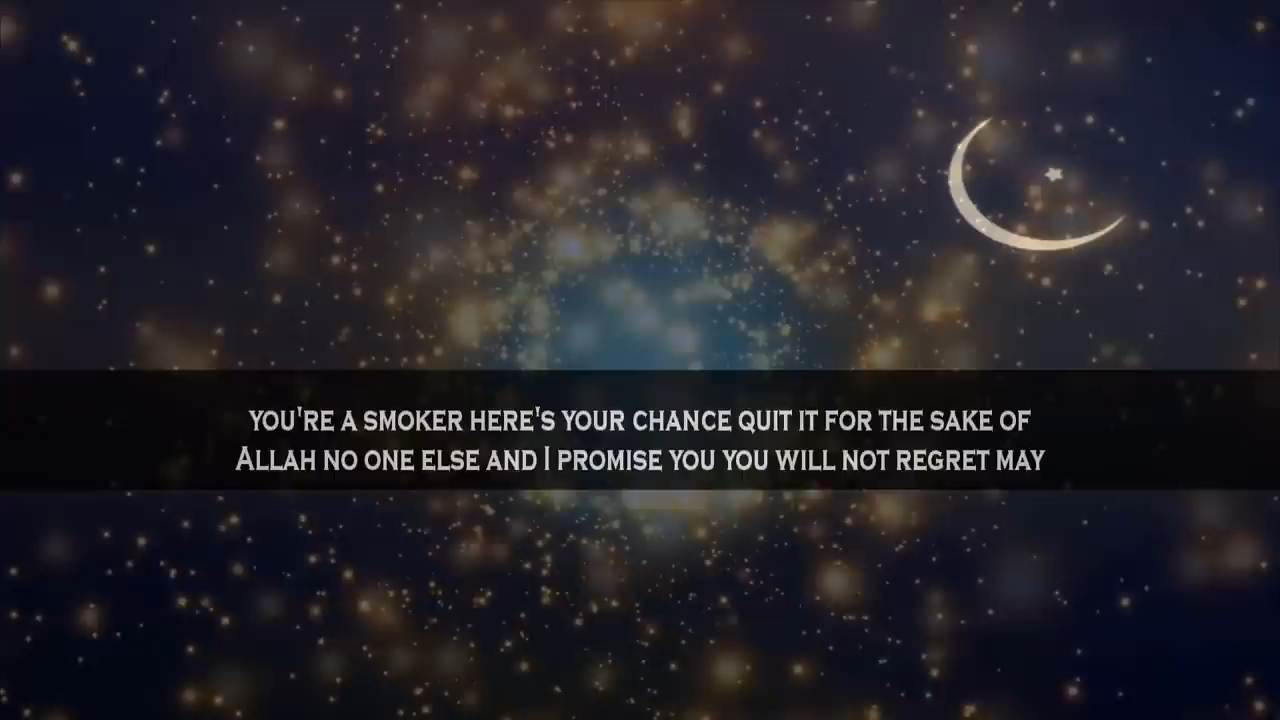 YOU'RE A SMOKER HERE'S YOUR CHANCE QUIT IT FOR THE SAKE OF
ALLAH NO ONE ELSE AND I PROMISE YOU YOU WILL NOT REGRET MAY